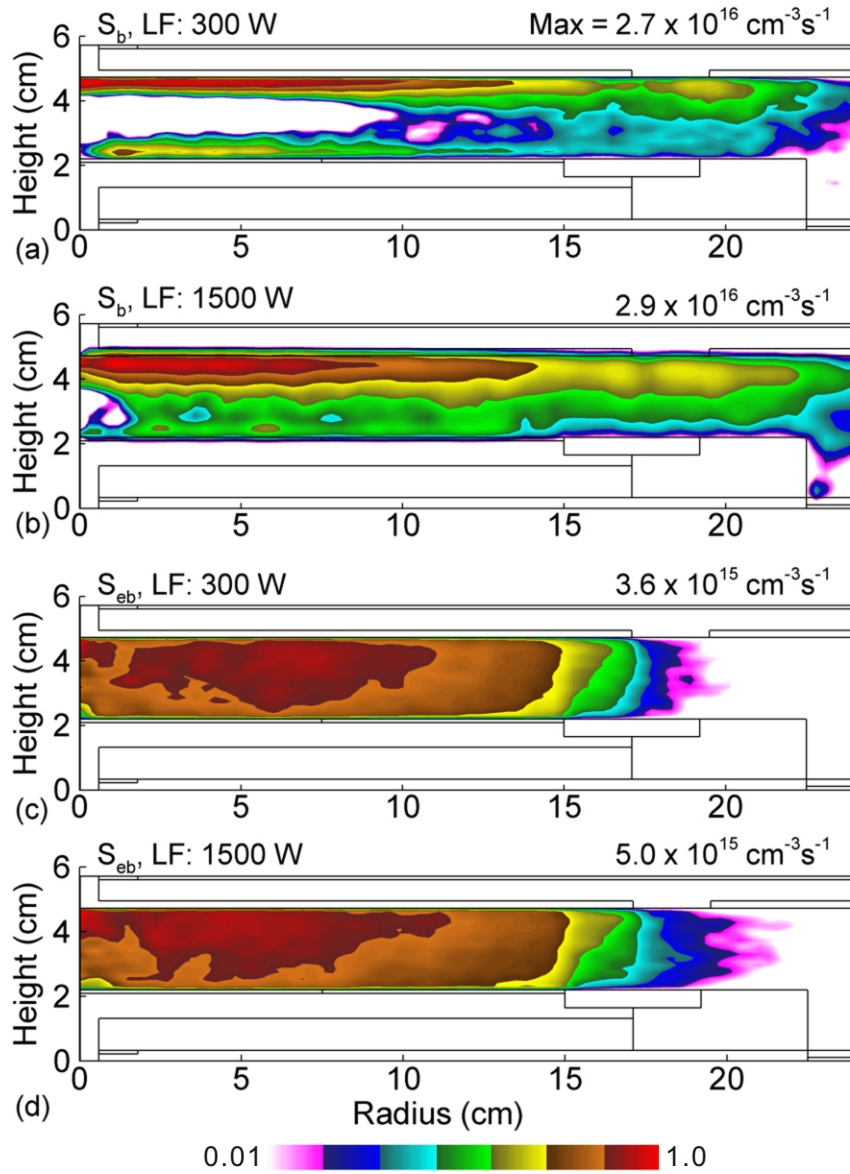 S_b, LF: 300 W Max = 2.7 x 10^16 cm^-3s^-1
6
4
2
0
Height (cm)
(a)
0 5 10 15 20
S_b, LF: 1500 W 2.9 x 10^16 cm^-3s^-1
6
4
2
0
Height (cm)
(b)
0 5 10 15 20
S_eb, LF: 300 W 3.6 x 10^15 cm^-3s^-1
6
4
2
0
Height (cm)
(c)
0 5 10 15 20
S_eb, LF: 1500 W 5.0 x 10^15 cm^-3s^-1
6
4
2
0
Height (cm)
(d)
0 5 10 15 20
Radius (cm)
0.01 1.0